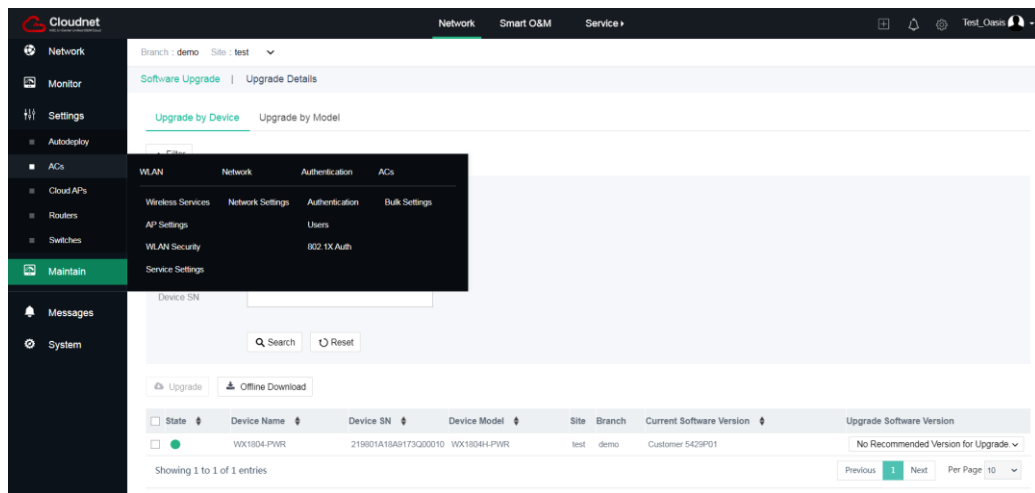 Cloudnet
Network Smart O&M Service
Test_Oasis
Network
Monitor
Settings
Autodeploy
ACs
Cloud APs
Routers
Switches
Maintain
Messages
System
Branch : demo Site : test
Software Upgrade | Upgrade Details
Upgrade by Device Upgrade by Model
Filter
WLAN Network Authentication ACs
Wireless Services Network Settings Authentication Bulk Settings
AP Settings Users
WLAN Security 802.1X Auth
Service Settings
Device SN
Search Reset
Upgrade Offline Download
State Device Name Device SN Device Model Site Branch Current Software Version Upgrade Software Version
WX1804-PWR 219801A18A9173Q00010 WX1804H-PWR test demo Customer 5429P01 No Recommended Version for Upgrade.
Showing 1 to 1 of 1 entries Previous 1 Next Per Page 10